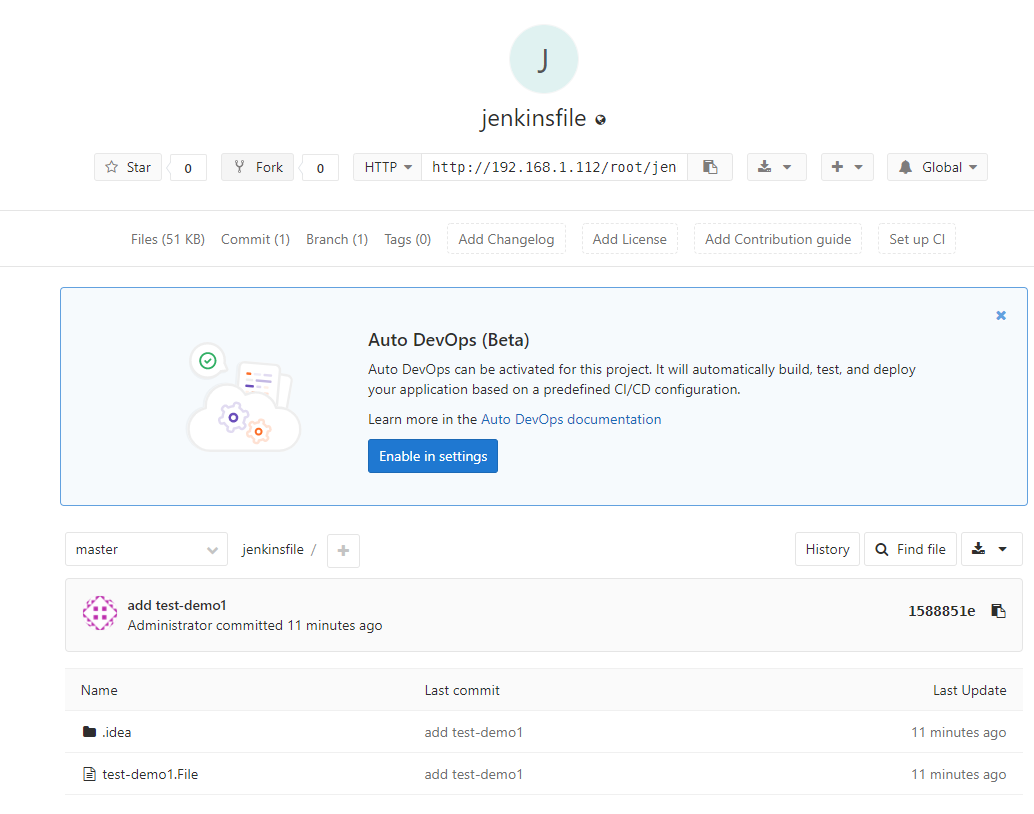 J
jenkinsfile
Star 0 Fork 0 HTTP http://192.168.1.112/root/jen Global
Files (51 KB) Commit (1) Branch (1) Tags (0) Add Changelog Add License Add Contribution guide Set up CI
Auto DevOps (Beta)
Auto DevOps can be activated for this project. It will automatically build, test, and deploy
your application based on a predefined CI/CD configuration.
Learn more in the Auto DevOps documentation
Enable in settings
master jenkinsfile / History Find file
add test-demo1
Administrator committed 11 minutes ago
1588851e
Name Last commit Last Update
.idea add test-demo1 11 minutes ago
test-demo1.File add test-demo1 11 minutes ago